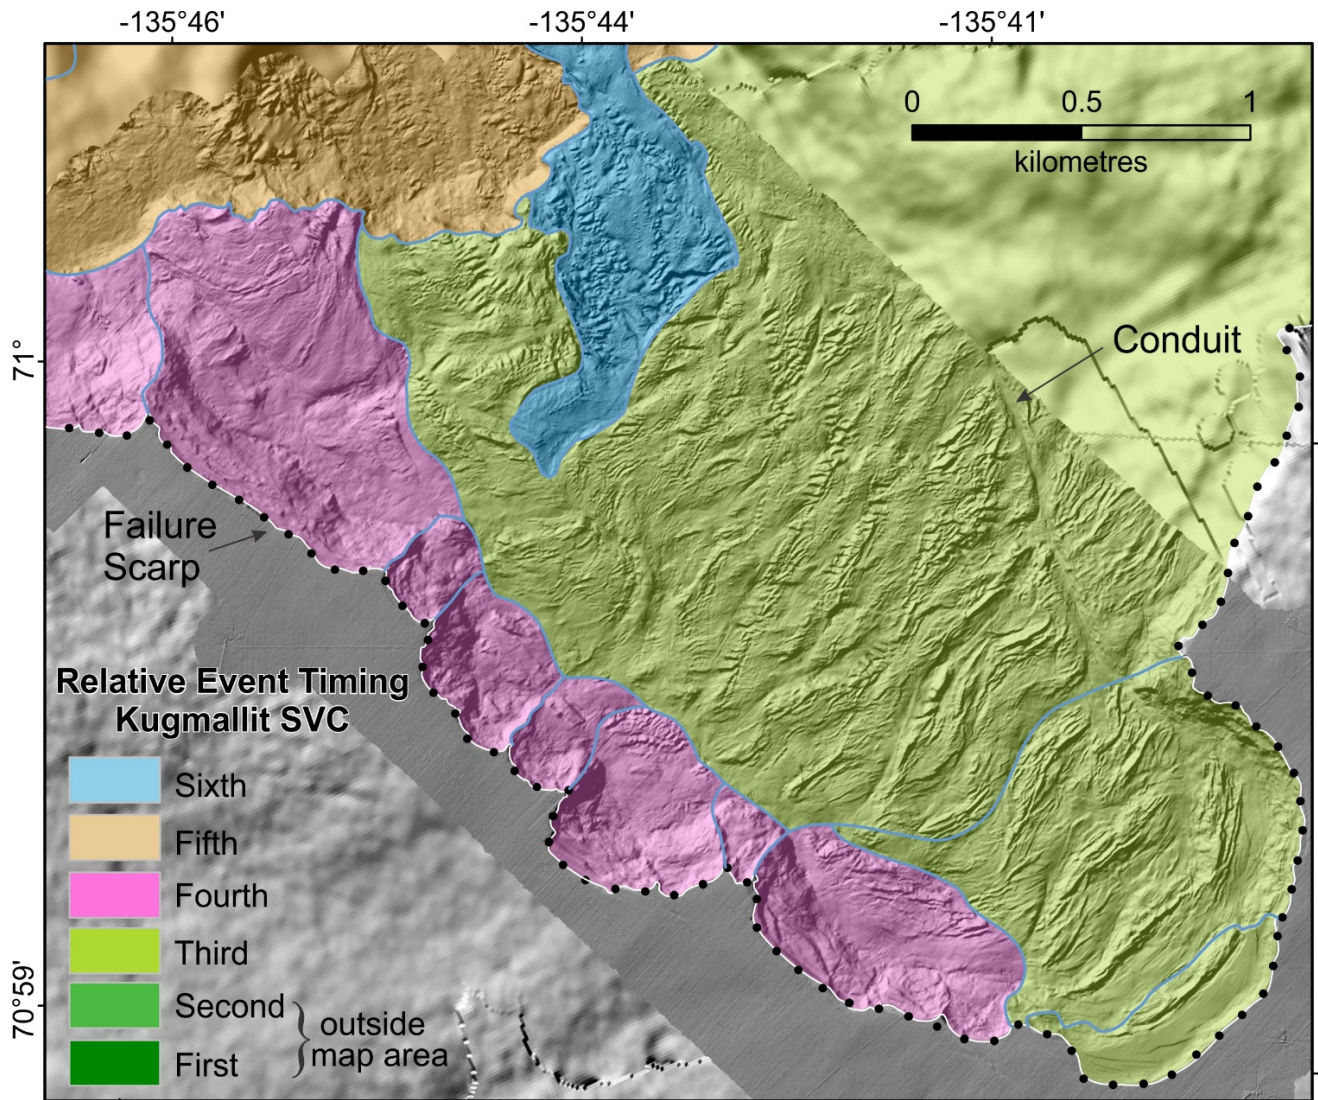 -135°46' -135°44' -135°41'
0 0.5 1
kilometres
Conduit
71°
Failure
Scarp
Relative Event Timing
Kugmallit SVC
Sixth
Fifth
Fourth
Third
Second
First
outside
map area
70°59'